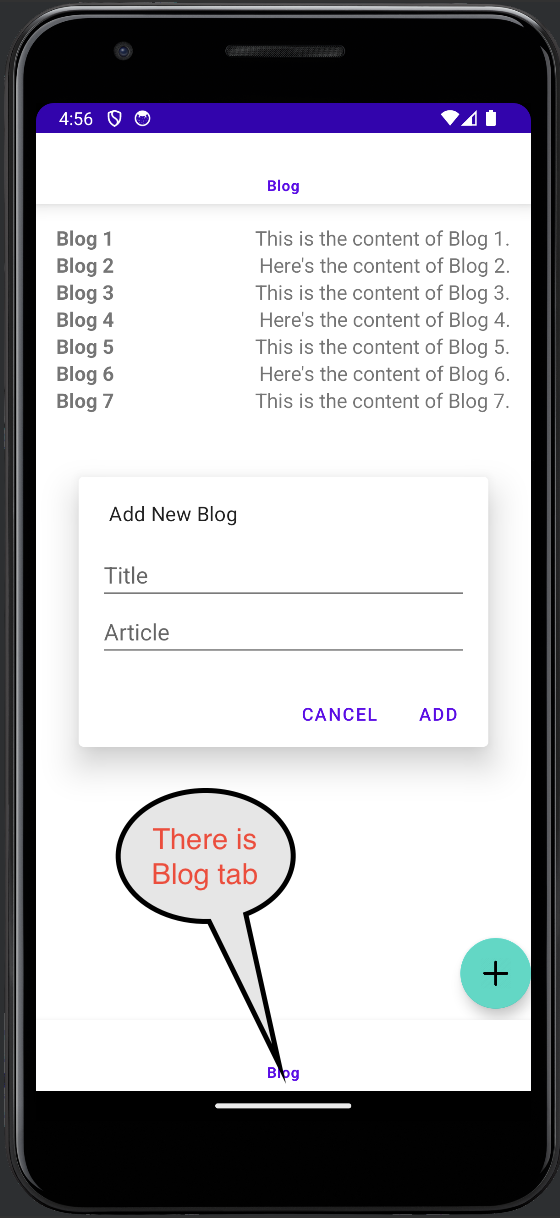 4:56
Blog
Blog 1 This is the content of Blog 1.
Blog 2 Here's the content of Blog 2.
Blog 3 This is the content of Blog 3.
Blog 4 Here's the content of Blog 4.
Blog 5 This is the content of Blog 5.
Blog 6 Here's the content of Blog 6.
Blog 7 This is the content of Blog 7.
Add New Blog
Title
Article
CANCEL ADD
There is
Blog tab
Blog